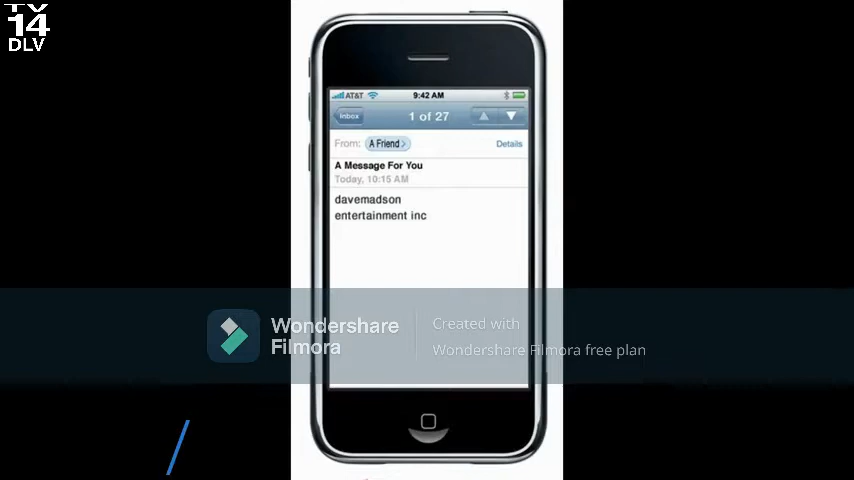 TV
14
DLV
AT&T 9:42 AM
Inbox 1 of 27
From: A Friend > Details
A Message For You
Today, 10:15 AM
davemadson
entertainment inc
Wondershare
Filmora
Created with
Wondershare Filmora free plan